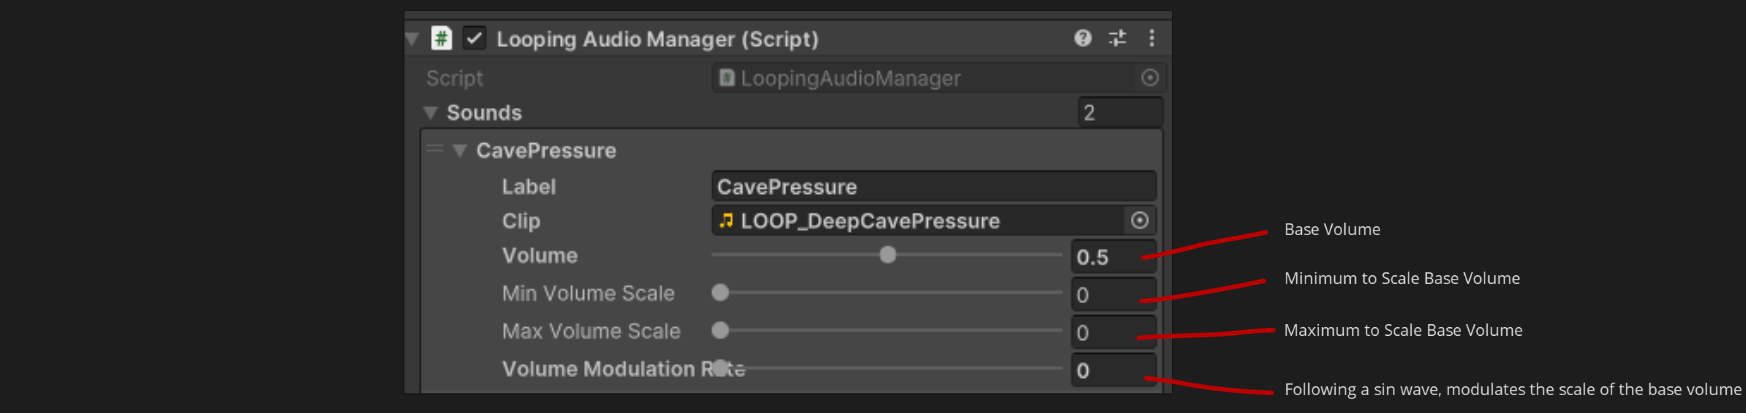 Looping Audio Manager (Script)
Script LoopingAudioManager
Sounds 2
CavePressure
Label CavePressure
Clip LOOP_DeepCavePressure
Volume 0.5 Base Volume
Min Volume Scale 0 Minimum to Scale Base Volume
Max Volume Scale 0 Maximum to Scale Base Volume
Volume Modulation Rate 0 Following a sin wave, modulates the scale of the base volume